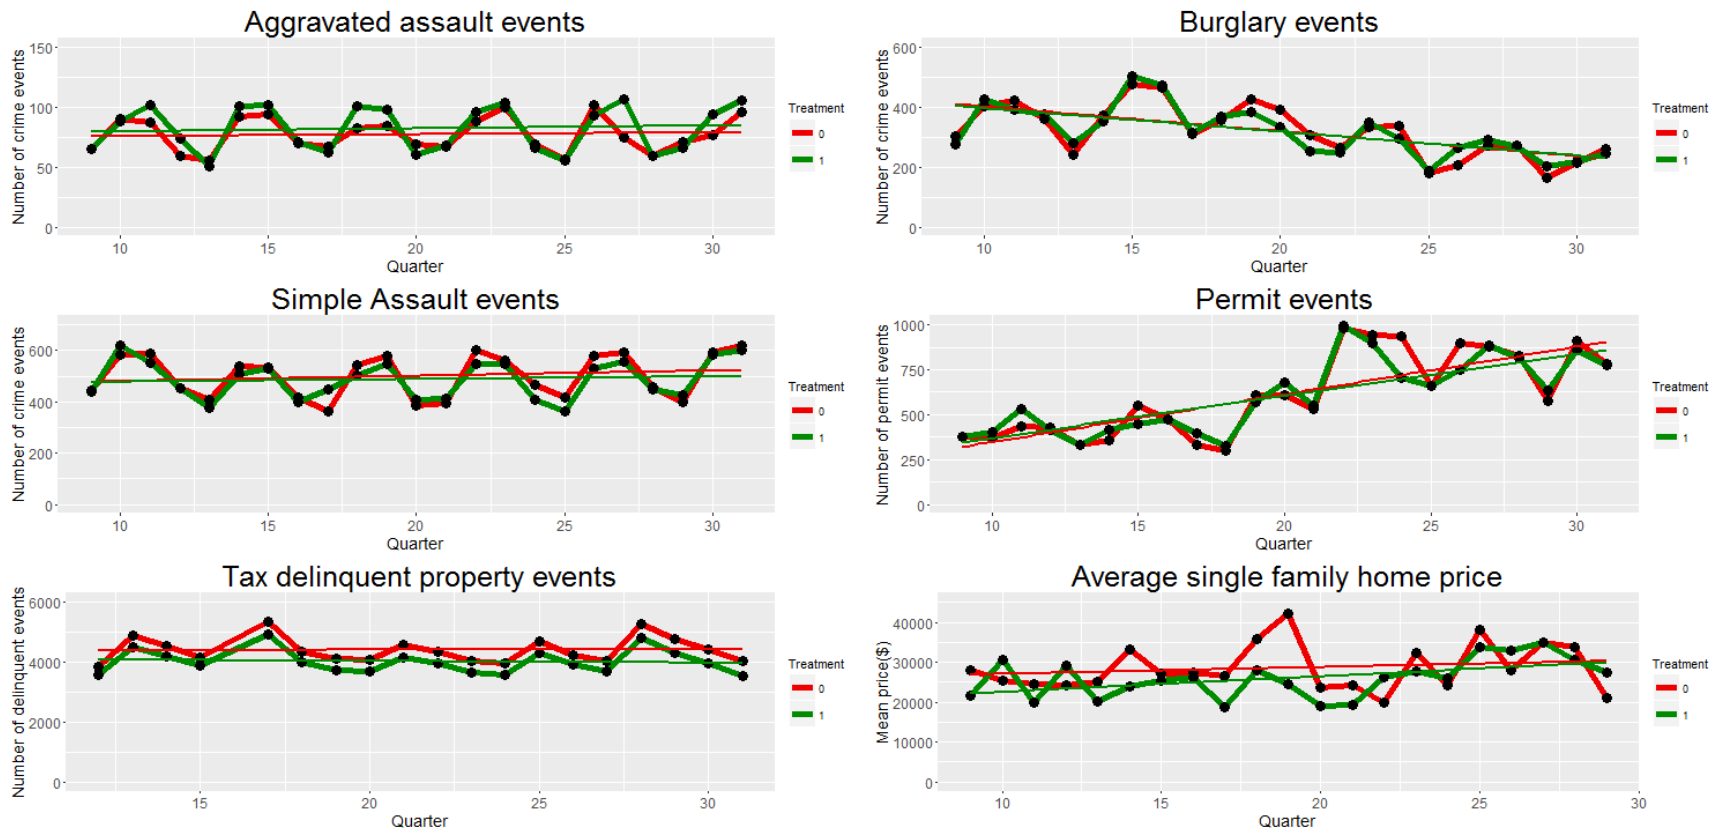 Aggravated assault events
Number of crime events
150
100
50
0
10 15 20 25 30
Quarter
Treatment
0
1
Burglary events
Number of crime events
600
400
200
0
10 15 20 25 30
Quarter
Treatment
0
1
Simple Assault events
Number of crime events
600
400
200
0
10 15 20 25 30
Quarter
Treatment
0
1
Permit events
Number of permit events
1000
750
500
250
0
10 15 20 25 30
Quarter
Treatment
0
1
Tax delinquent property events
Number of delinquent events
6000
4000
2000
0
15 20 25 30
Quarter
Treatment
0
1
Average single family home price
Mean price($)
40000
30000
20000
10000
0
10 15 20 25 30
Quarter
Treatment
0
1